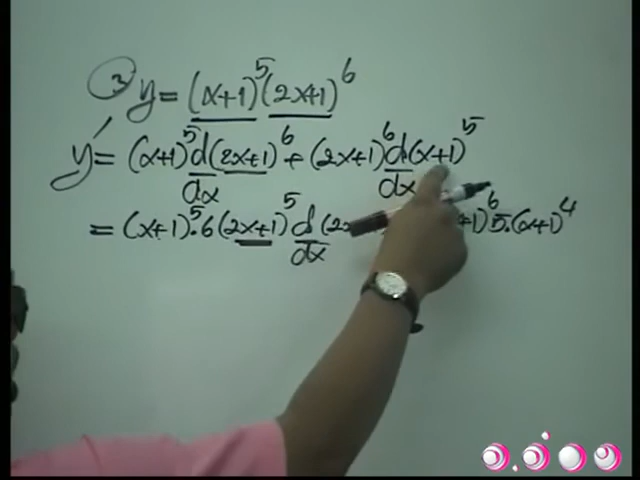 ③ y = (x+1)⁵(2x+1)⁶
y′ = (x+1)⁵ d/dx (2x+1)⁶ + (2x+1)⁶ d/dx (x+1)⁵
= (x+1)⁵·6(2x+1)⁵ d/dx (2x +1)⁶ 5·(x+1)⁴